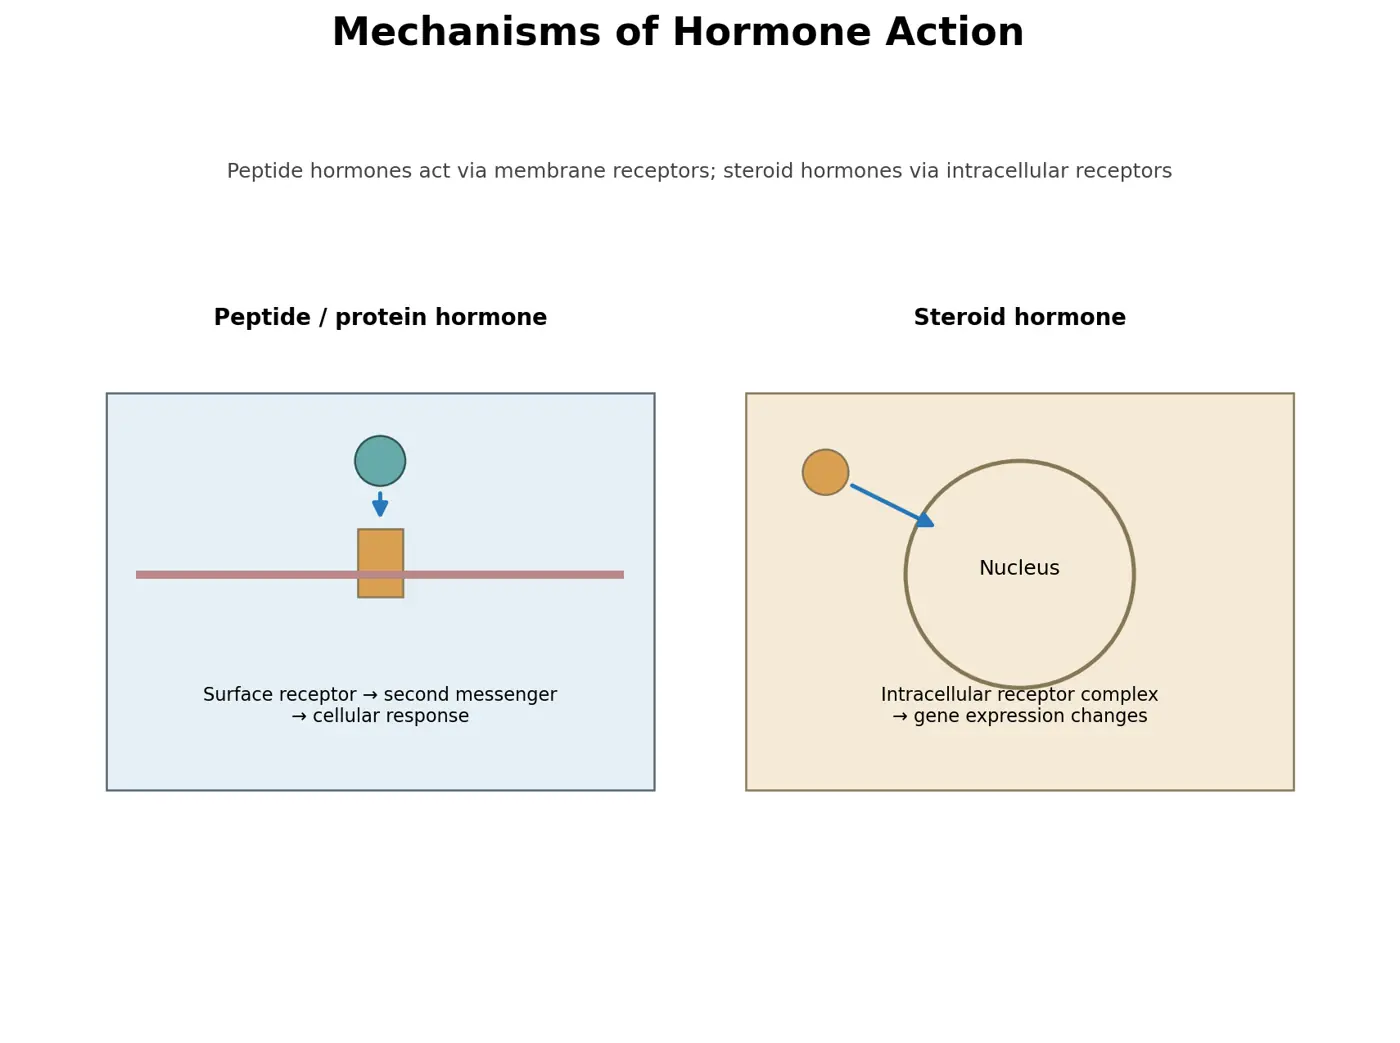 Mechanisms of Hormone Action
Peptide hormones act via membrane receptors; steroid hormones via intracellular receptors
Peptide / protein hormone
Steroid hormone
Surface receptor → second messenger
→ cellular response
Nucleus
Intracellular receptor complex
→ gene expression changes